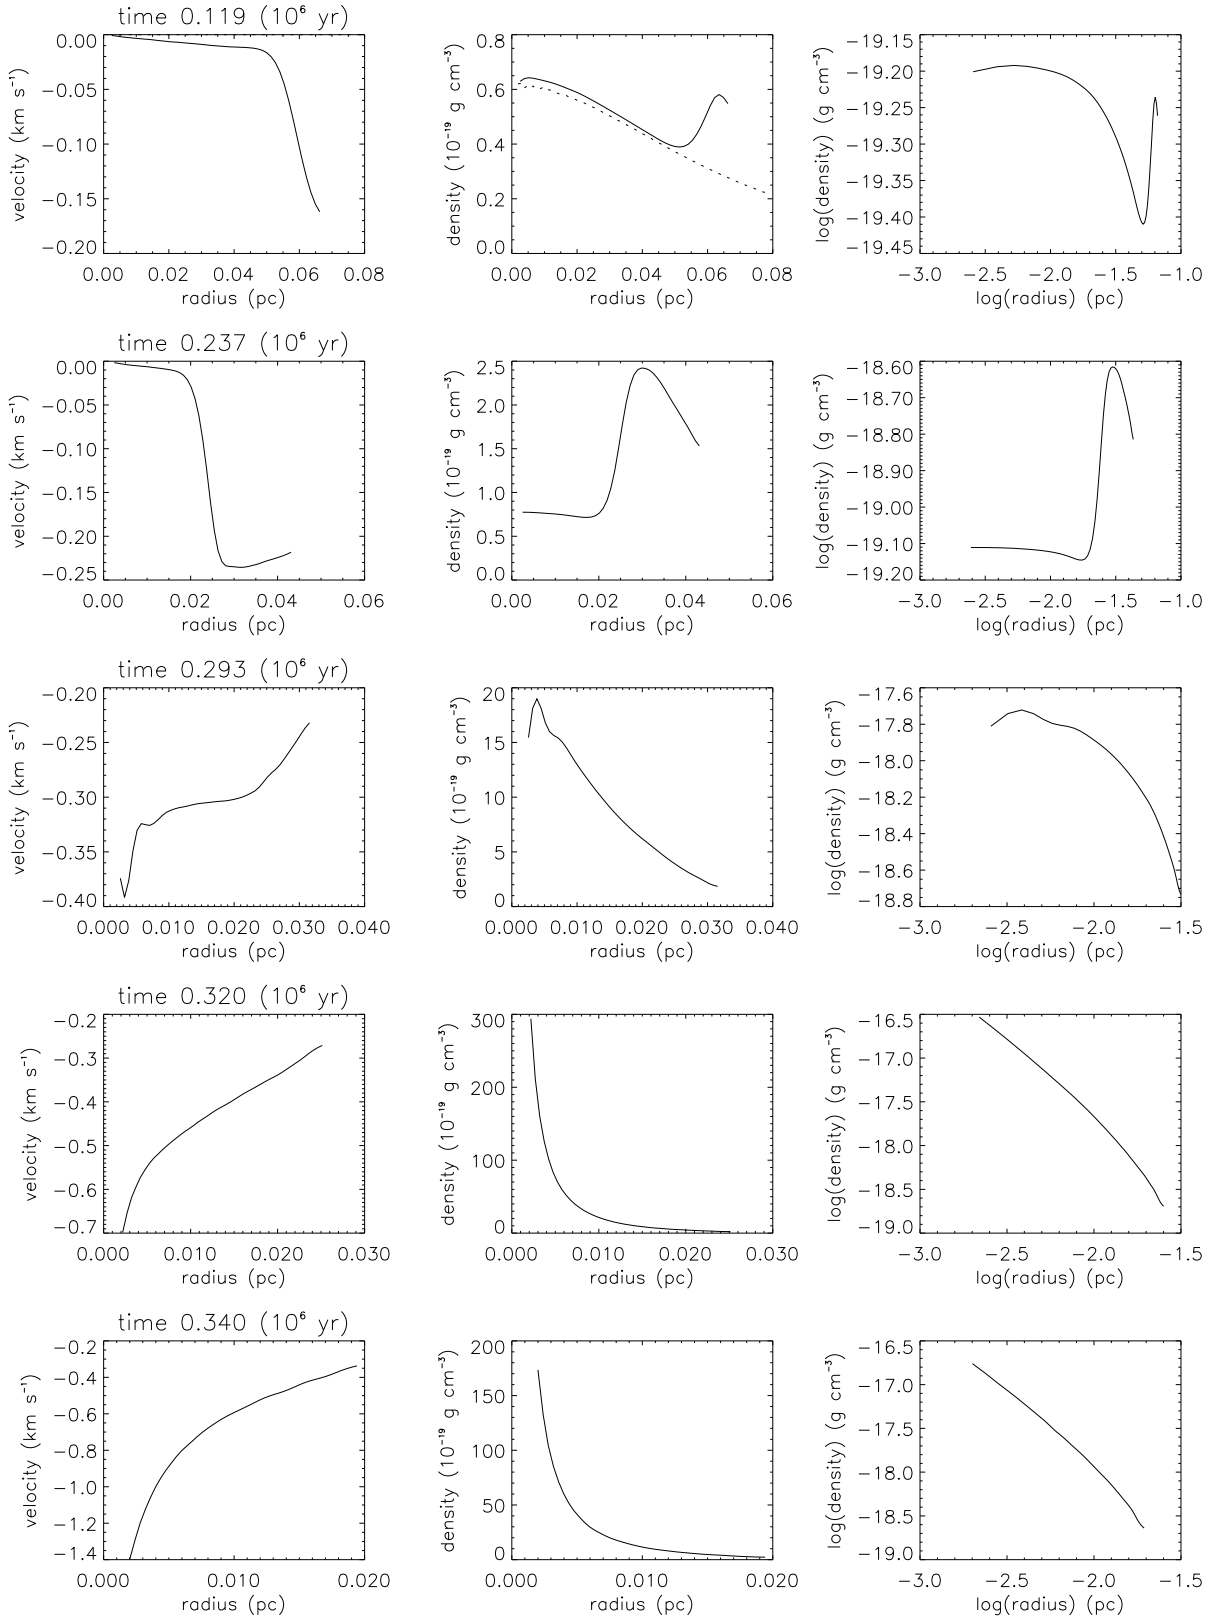 time 0.119 (10⁶ yr)
velocity (km s⁻¹)
0.00
−0.05
−0.10
−0.15
−0.20
0.00 0.02 0.04 0.06 0.08
radius (pc)
density (10⁻¹⁹ g cm⁻³)
0.8
0.6
0.4
0.2
0.0
0.00 0.02 0.04 0.06 0.08
radius (pc)
log(density) (g cm⁻³)
−19.15
−19.20
−19.25
−19.30
−19.35
−19.40
−19.45
−3.0 −2.5 −2.0 −1.5 −1.0
log(radius) (pc)
time 0.237 (10⁶ yr)
velocity (km s⁻¹)
0.00
−0.05
−0.10
−0.15
−0.20
−0.25
0.00 0.02 0.04 0.06
radius (pc)
density (10⁻¹⁹ g cm⁻³)
2.5
2.0
1.5
1.0
0.5
0.0
0.00 0.02 0.04 0.06
radius (pc)
log(density) (g cm⁻³)
−18.60
−18.70
−18.80
−18.90
−19.00
−19.10
−19.20
−3.0 −2.5 −2.0 −1.5 −1.0
log(radius) (pc)
time 0.293 (10⁶ yr)
velocity (km s⁻¹)
−0.20
−0.25
−0.30
−0.35
−0.40
0.000 0.010 0.020 0.030 0.040
radius (pc)
density (10⁻¹⁹ g cm⁻³)
20
15
10
5
0
0.000 0.010 0.020 0.030 0.040
radius (pc)
log(density) (g cm⁻³)
−17.6
−17.8
−18.0
−18.2
−18.4
−18.6
−18.8
−3.0 −2.5 −2.0 −1.5
log(radius) (pc)
time 0.320 (10⁶ yr)
velocity (km s⁻¹)
−0.2
−0.3
−0.4
−0.5
−0.6
−0.7
0.000 0.010 0.020 0.030
radius (pc)
density (10⁻¹⁹ g cm⁻³)
300
200
100
0
0.000 0.010 0.020 0.030
radius (pc)
log(density) (g cm⁻³)
−16.5
−17.0
−17.5
−18.0
−18.5
−19.0
−3.0 −2.5 −2.0 −1.5
log(radius) (pc)
time 0.340 (10⁶ yr)
velocity (km s⁻¹)
−0.2
−0.4
−0.6
−0.8
−1.0
−1.2
−1.4
0.000 0.010 0.020
radius (pc)
density (10⁻¹⁹ g cm⁻³)
200
150
100
50
0
0.000 0.010 0.020
radius (pc)
log(density) (g cm⁻³)
−16.5
−17.0
−17.5
−18.0
−18.5
−19.0
−3.0 −2.5 −2.0 −1.5
log(radius) (pc)